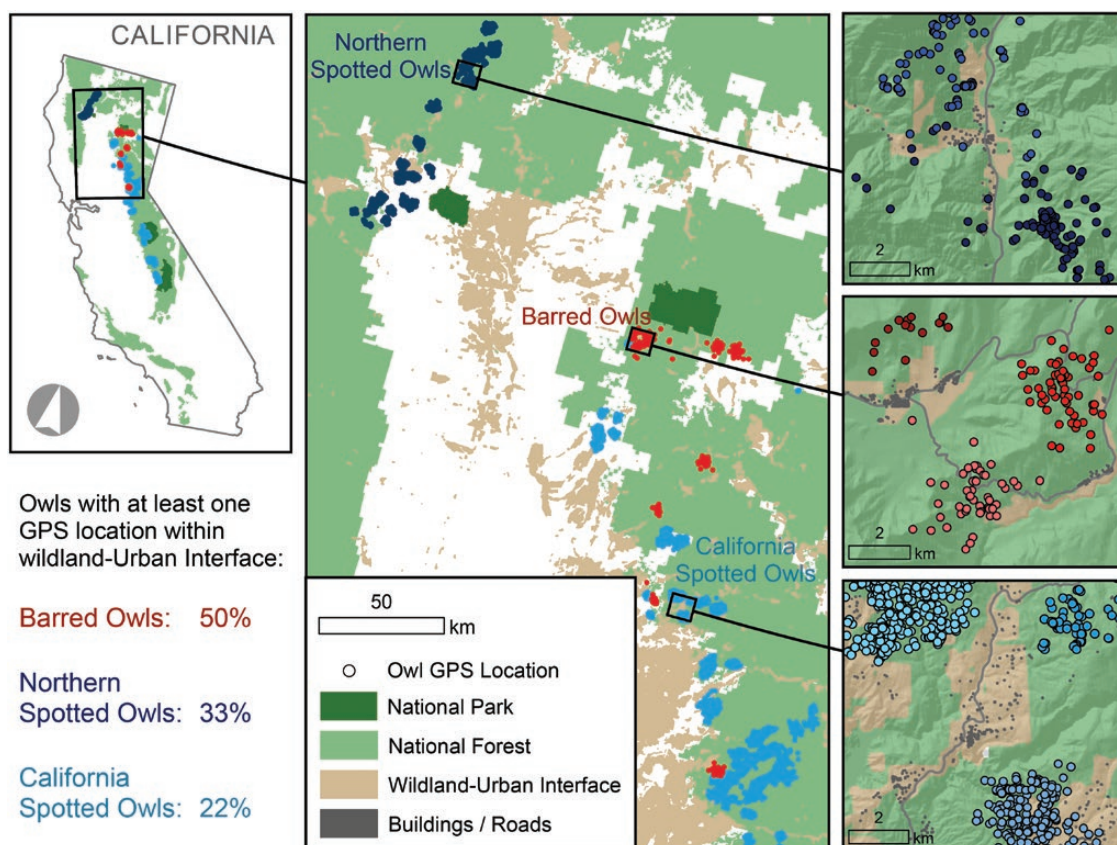 CALIFORNIA
Owls with at least one
GPS location within
wildland-Urban Interface:
Barred Owls: 50%
Northern
Spotted Owls: 33%
California
Spotted Owls: 22%
Northern
Spotted Owls
Barred Owls
California
Spotted Owls
50
km
Owl GPS Location
National Park
National Forest
Wildland-Urban Interface
Buildings / Roads
2
km
2
km
2
km